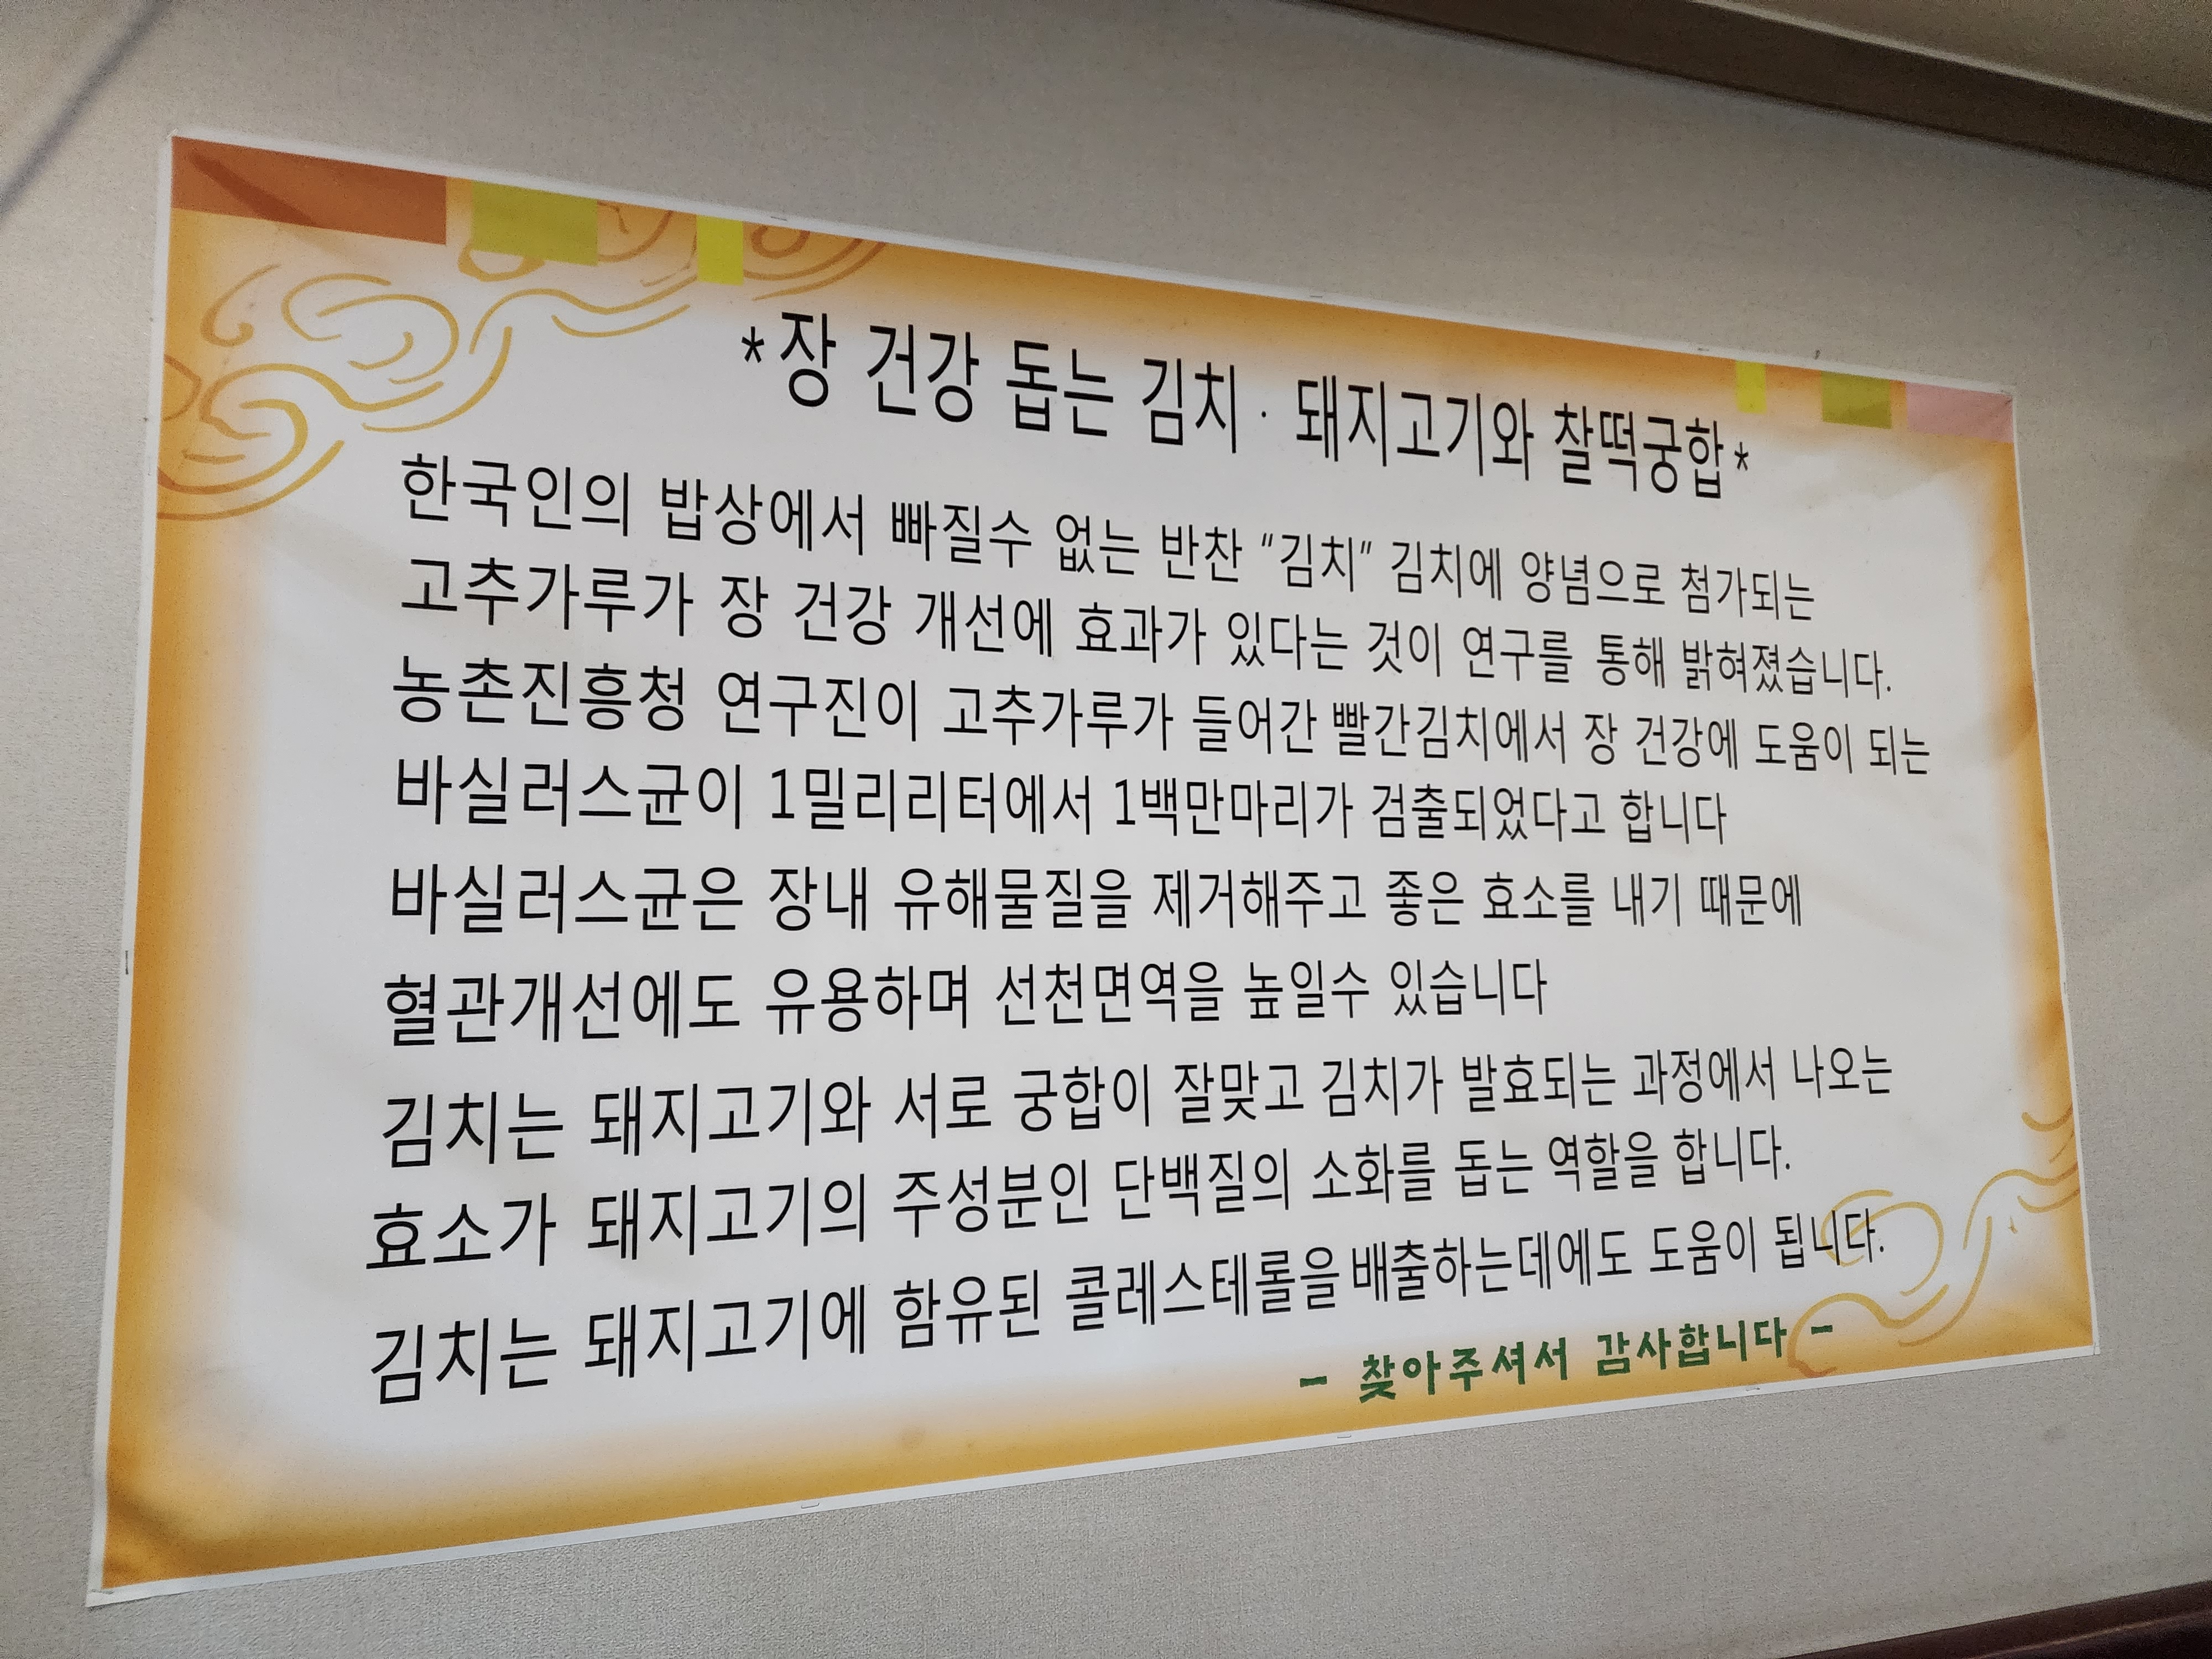 *장 건강 돕는 김치 · 돼지고기와 찰떡궁합*
한국인의 밥상에서 빠질수 없는 반찬 “김치” 김치에 양념으로 첨가되는
고추가루가 장 건강 개선에 효과가 있다는 것이 연구를 통해 밝혀졌습니다.
농촌진흥청 연구진이 고추가루가 들어간 빨간김치에서 장 건강에 도움이 되는
바실러스균이 1밀리리터에서 1백만마리가 검출되었다고 합니다
바실러스균은 장내 유해물질을 제거해주고 좋은 효소를 내기 때문에
혈관개선에도 유용하며 선천면역을 높일수 있습니다
김치는 돼지고기와 서로 궁합이 잘맞고 김치가 발효되는 과정에서 나오는
효소가 돼지고기의 주성분인 단백질의 소화를 돕는 역할을 합니다.
김치는 돼지고기에 함유된 콜레스테롤을 배출하는데에도 도움이 됩니다.
- 찾아주셔서 감사합니다 -